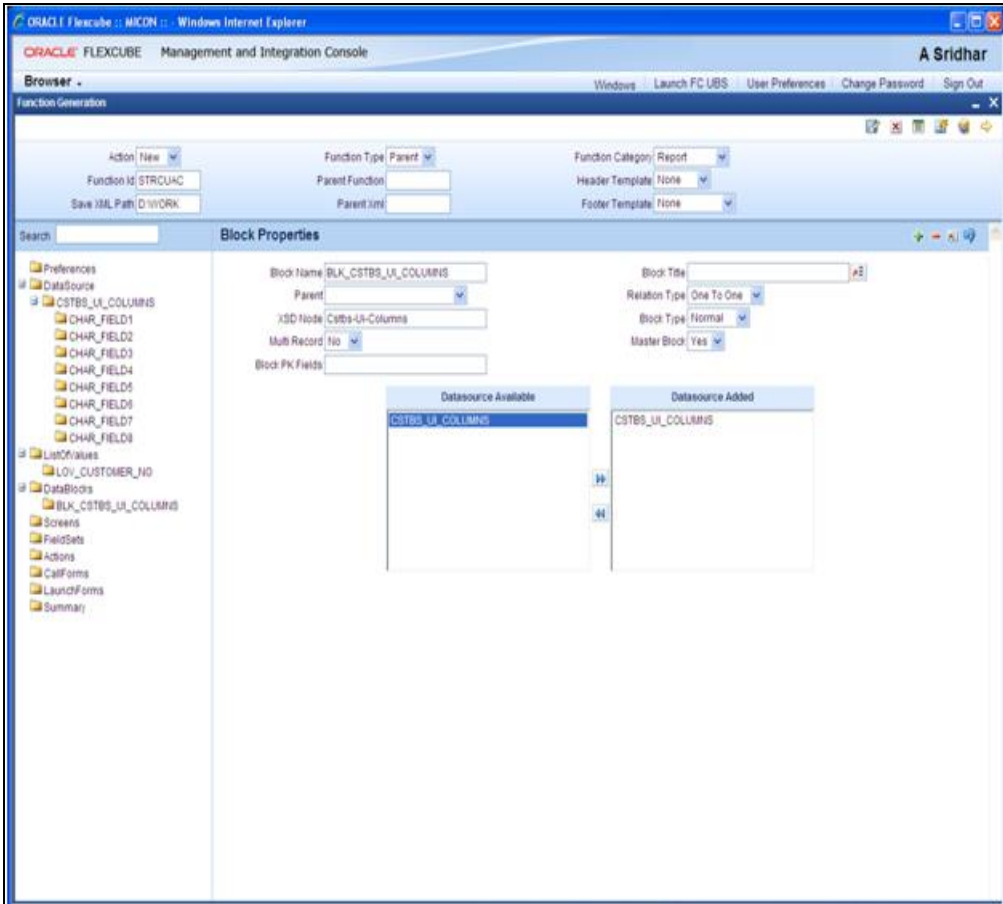 ORACLE Flexcube :: MICON :: - Windows Internet Explorer
ORACLE FLEXCUBE Management and Integration Console A Sridhar
Browser . Windows Launch FC UBS User Preferences Change Password Sign Out
Function Generation
Action New Function Type Parent Function Category Report
Function Id STRCUAC Parent Function Header Template None
Save XML Path D:\WORK Parent Xml Footer Template None
Search Block Properties
Preferences
DataSource
CSTBS_UI_COLUMNS
CHAR_FIELD1
CHAR_FIELD2
CHAR_FIELD3
CHAR_FIELD4
CHAR_FIELD5
CHAR_FIELD6
CHAR_FIELD7
CHAR_FIELD8
ListOfValues
LOV_CUSTOMER_NO
DataBlocks
BLK_CSTBS_UI_COLUMNS
Screens
FieldSets
Actions
CallForms
LaunchForms
Summary
Block Name BLK_CSTBS_UI_COLUMNS Block Title
Parent Relation Type One To One
XSD Node Cstbs-Ui-Columns Block Type Normal
Multi Record No Master Block Yes
Block PK Fields
Datasource Available Datasource Added
CSTBS_UI_COLUMNS CSTBS_UI_COLUMNS